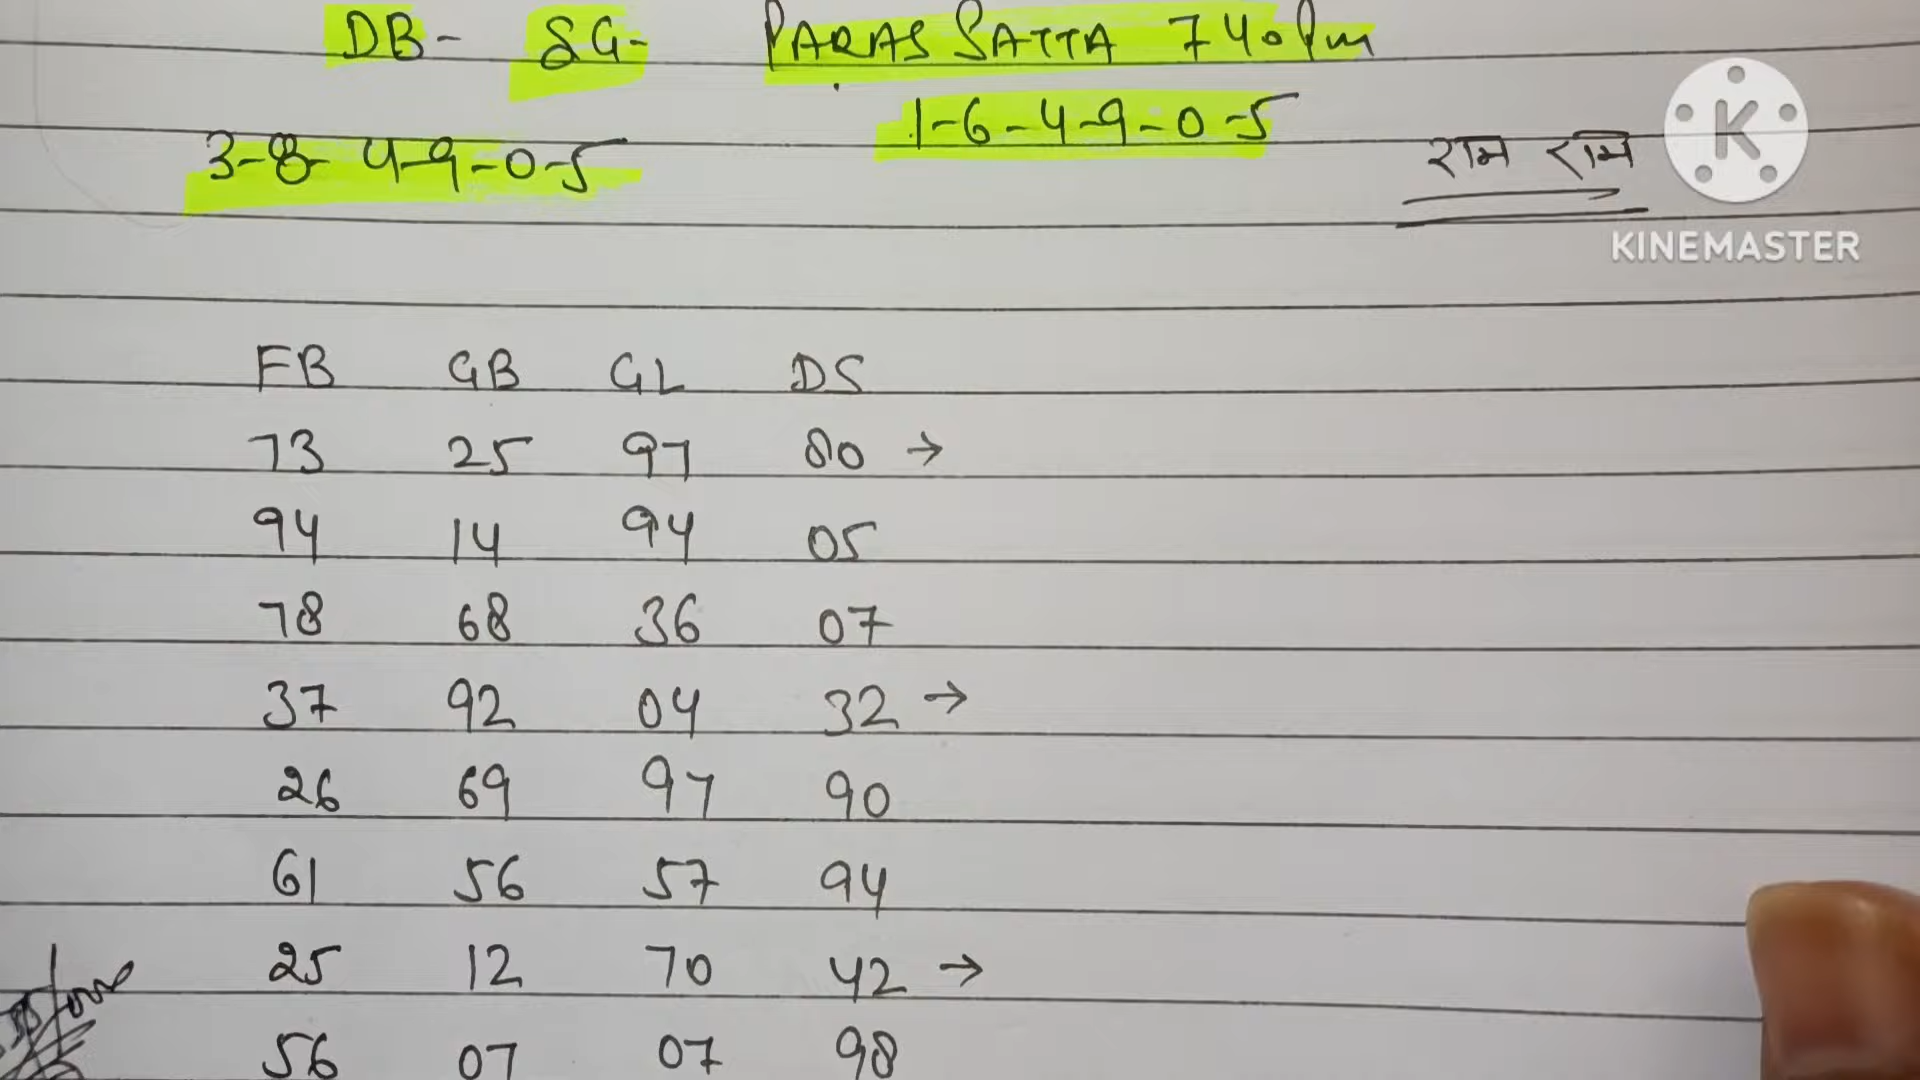 DB- SG- PARAS SATTA 740Pm
1-6-4-9-0-5
3-8-4-9-0-5
राम राम
K
KINEMASTER
FB GB GL DS
73 25 97 80 →
94 14 94 05
78 68 36 07
37 92 04 32 →
26 69 97 90
61 56 57 94
25 12 70 42 →
56 07 07 98